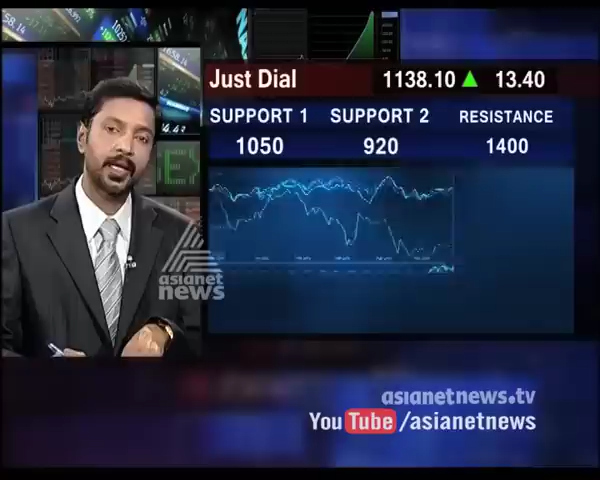 Just Dial 1138.10 ▲ 13.40
SUPPORT 1 SUPPORT 2 RESISTANCE
1050 920 1400
asianet
news
asianetnews.tv
YouTube/asianetnews